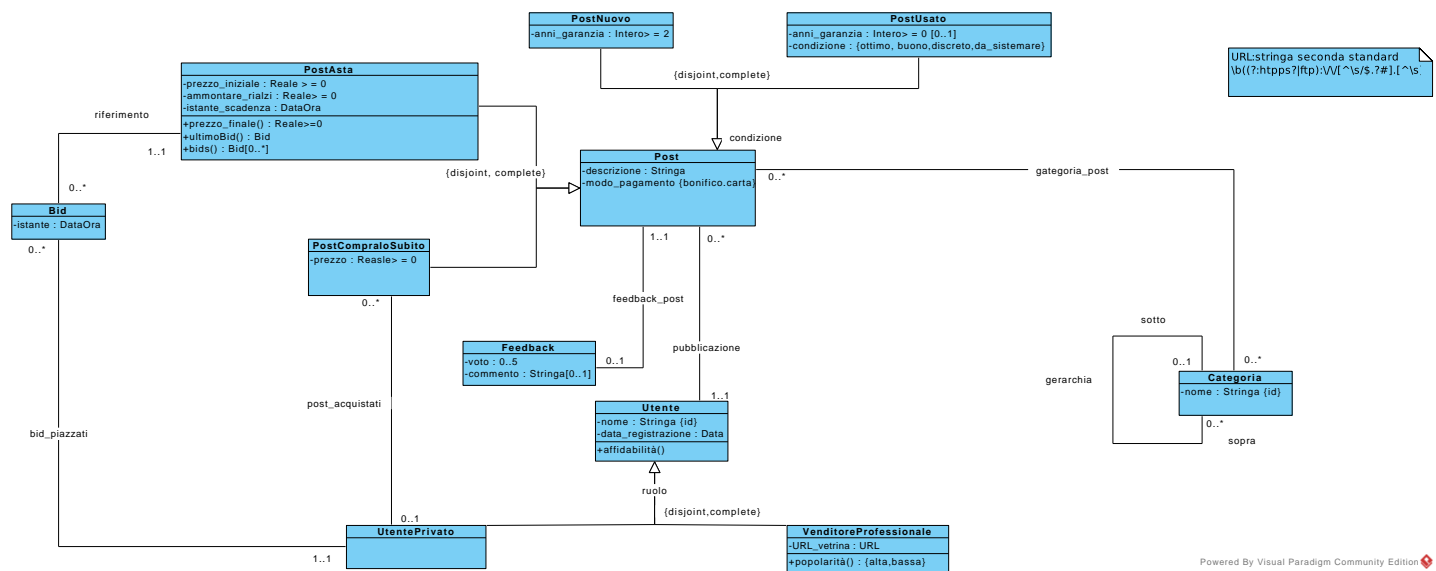 PostNuovo
-anni_garanzia : Intero> = 2
PostUsato
-anni_garanzia : Intero> = 0 [0..1]
-condizione : {ottimo, buono,discreto,da_sistemare}
URL:stringa seconda standard
\b((?:htpps?|ftp):\/\/[^\s/$.?#].[^\s
{disjoint,complete}
PostAsta
-prezzo_iniziale : Reale > = 0
-ammontare_rialzi : Reale> = 0
-istante_scadenza : DataOra
+prezzo_finale() : Reale>=0
+ultimoBid() : Bid
+bids() : Bid[0..*]
riferimento
1..1
condizione
{disjoint, complete}
Post
-descrizione : Stringa
-modo_pagamento {bonifico.carta}
0..*
gategoria_post
0..*
Bid
-istante : DataOra
0..*
1..1
0..*
PostCompraloSubito
-prezzo : Reasle> = 0
0..*
feedback_post
sotto
Feedback
-voto : 0..5
-commento : Stringa[0..1]
0..1
pubblicazione
0..1
0..*
gerarchia
Categoria
-nome : Stringa {id}
0..*
sopra
1..1
post_acquistati
Utente
-nome : Stringa {id}
-data_registrazione : Data
+affidabilità()
bid_piazzati
ruolo
{disjoint,complete}
0..1
UtentePrivato
1..1
VenditoreProfessionale
-URL_vetrina : URL
+popolarità() : {alta,bassa}
Powered By Visual Paradigm Community Edition